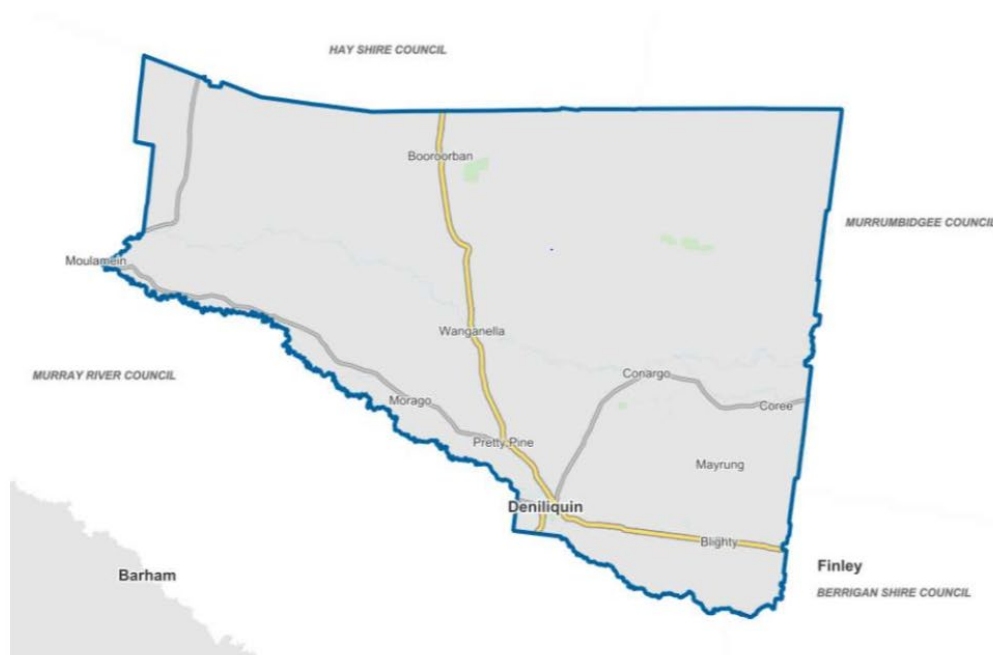 HAY SHIRE COUNCIL
Booroorban
MURRUMBIDGEE COUNCIL
Moulamein
Wanganella
MURRAY RIVER COUNCIL
Conargo
Morago
Coree
Pretty Pine
Mayrung
Deniliquin
Blighty
Finley
Barham
BERRIGAN SHIRE COUNCIL